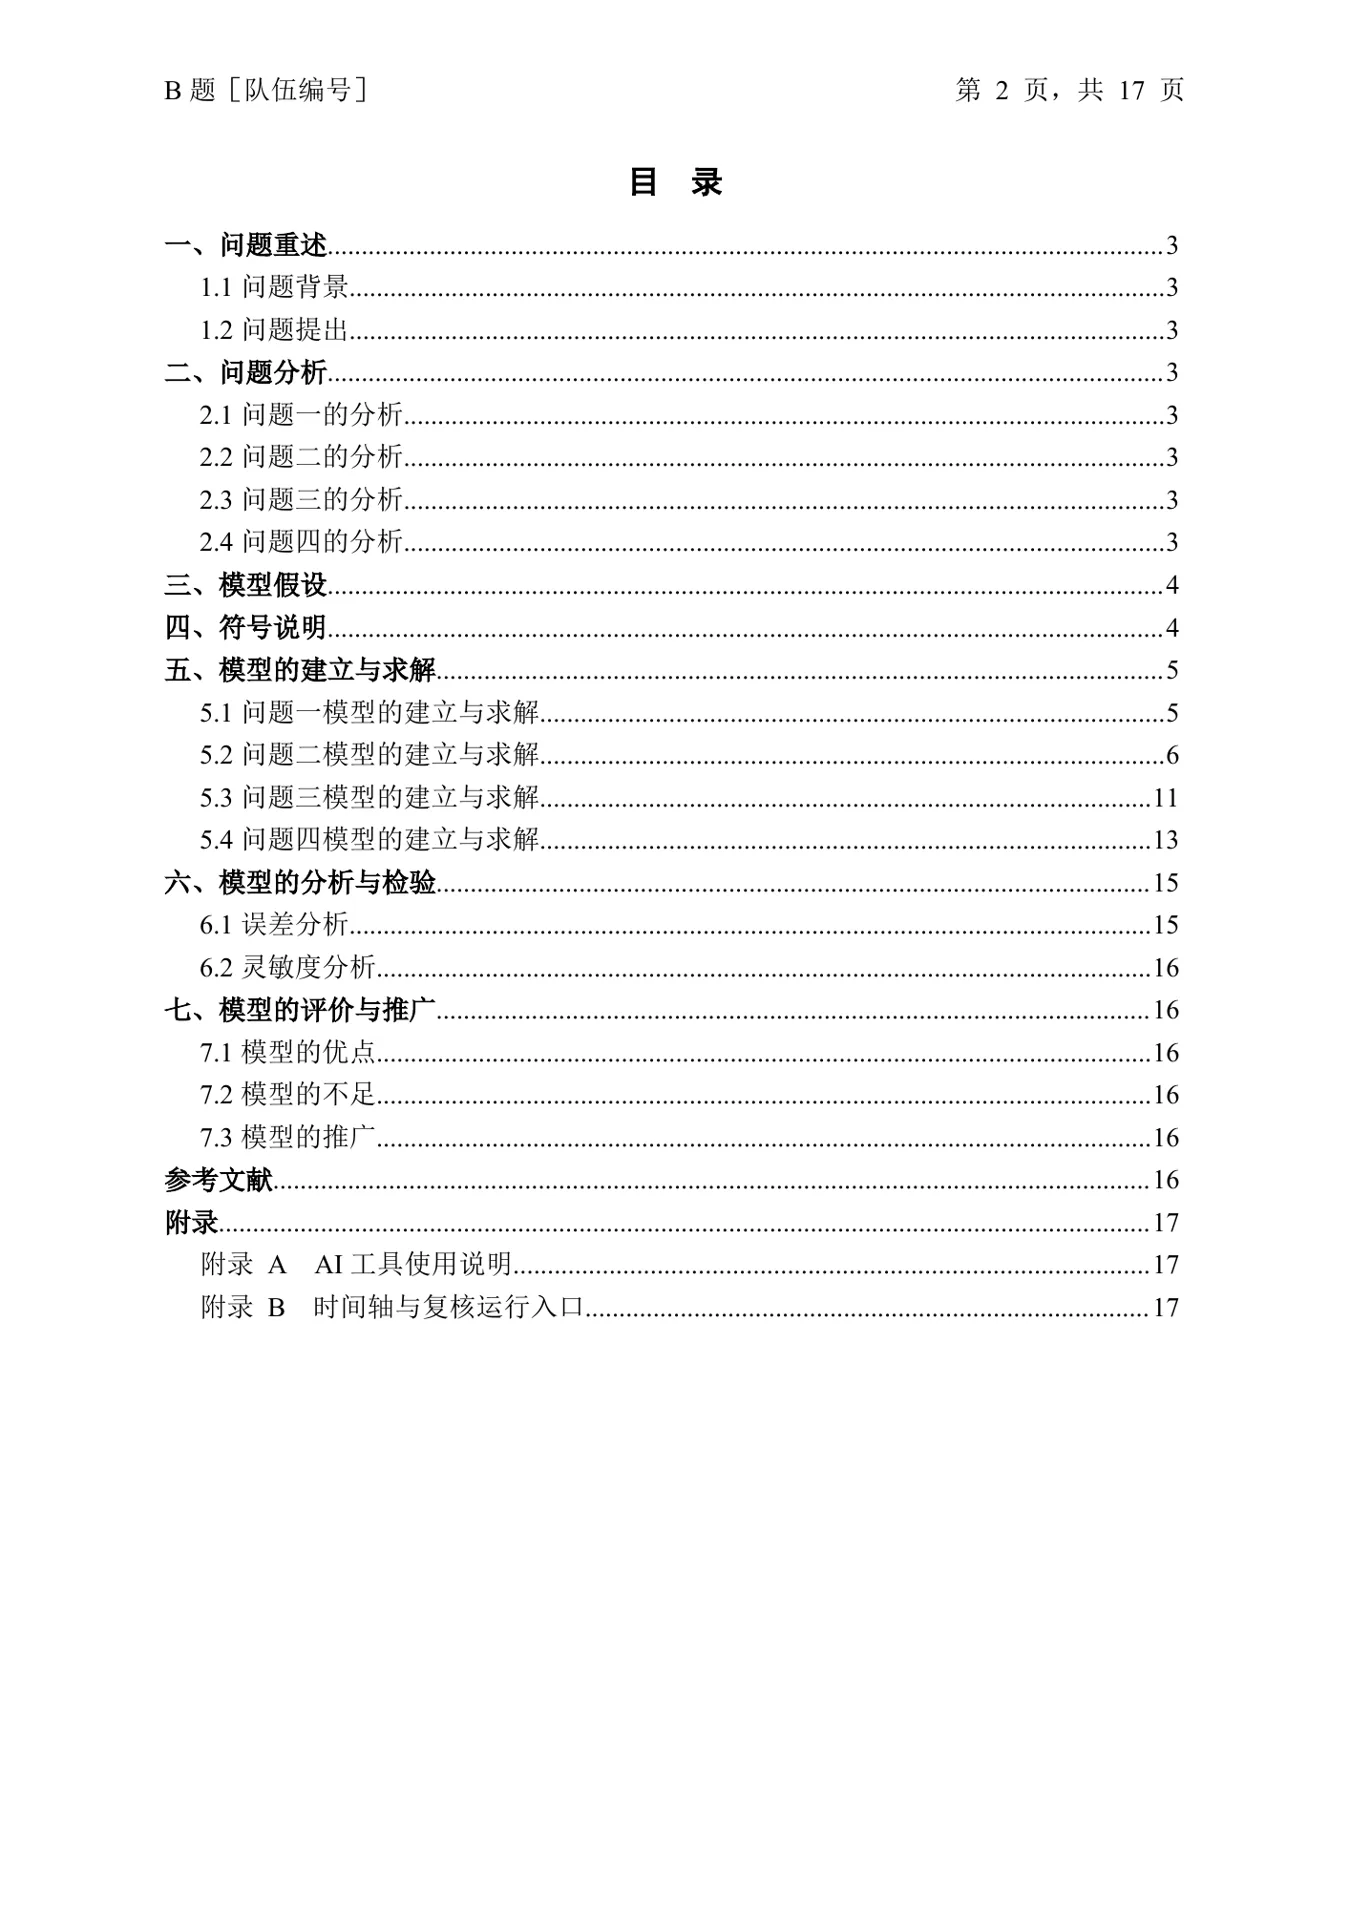 B 题［队伍编号］ 第 2 页，共 17 页
目 录
一、问题重述........3
1.1 问题背景........3
1.2 问题提出........3
二、问题分析........3
2.1 问题一的分析........3
2.2 问题二的分析........3
2.3 问题三的分析........3
2.4 问题四的分析........3
三、模型假设........4
四、符号说明........4
五、模型的建立与求解........5
5.1 问题一模型的建立与求解........5
5.2 问题二模型的建立与求解........6
5.3 问题三模型的建立与求解........11
5.4 问题四模型的建立与求解........13
六、模型的分析与检验........15
6.1 误差分析........15
6.2 灵敏度分析........16
七、模型的评价与推广........16
7.1 模型的优点........16
7.2 模型的不足........16
7.3 模型的推广........16
参考文献........16
附录........17
附录 A AI 工具使用说明........17
附录 B 时间轴与复核运行入口........17